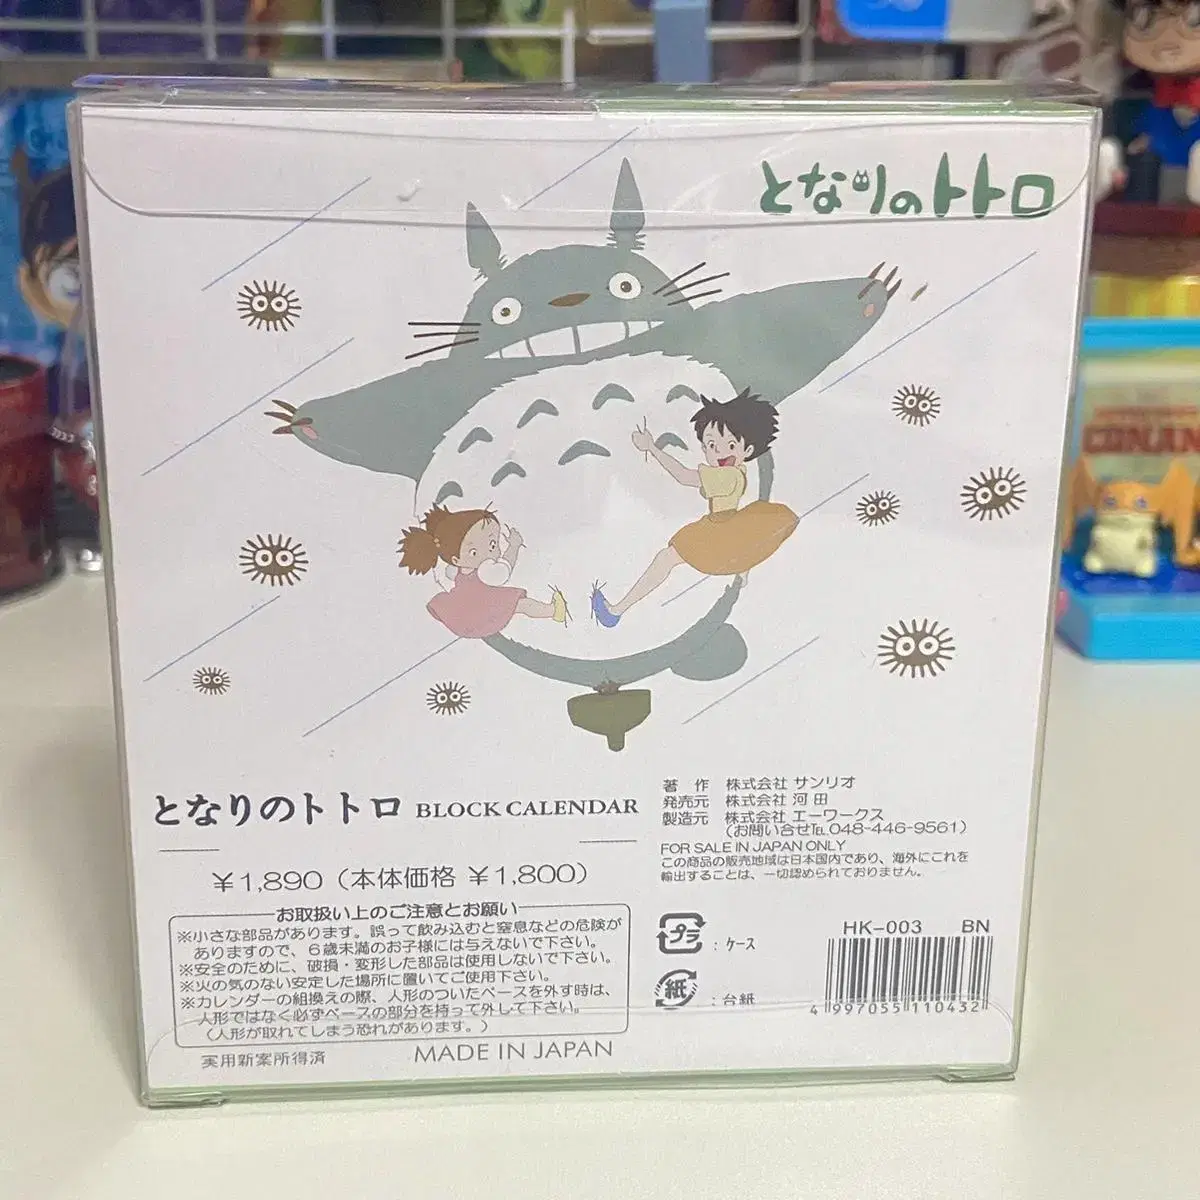 となりのトトロ
CONAN
となりのトトロ BLOCK CALENDAR
¥1,890（本体価格 ¥1,800）
お取扱い上のご注意とお願い
※小さな部品があります。誤って飲み込むと窒息などの危険が
ありますので、６歳未満のお子様には与えないで下さい。
※安全のために、破損・変形した部品は使用しないで下さい。
※火の気のない安定した場所に置いてご使用下さい。
※カレンダーの組換えの際、人形のついたベースを外す時は、
人形ではなく必ずベースの部分を持って外して下さい。
（人形が取れてしまう恐れがあります。）
実用新案所得済
MADE IN JAPAN
著 作 株式会社 サンリオ
発売元 株式会社 河田
製造元 株式会社 エーワークス
（お問い合せ℡048-446-9561）
FOR SALE IN JAPAN ONLY
この商品の販売地域は日本国内であり、海外にこれを
輸出することは、一切認められておりません。
プラ：ケース
紙：台紙
HK-003 BN
4 997055 110432